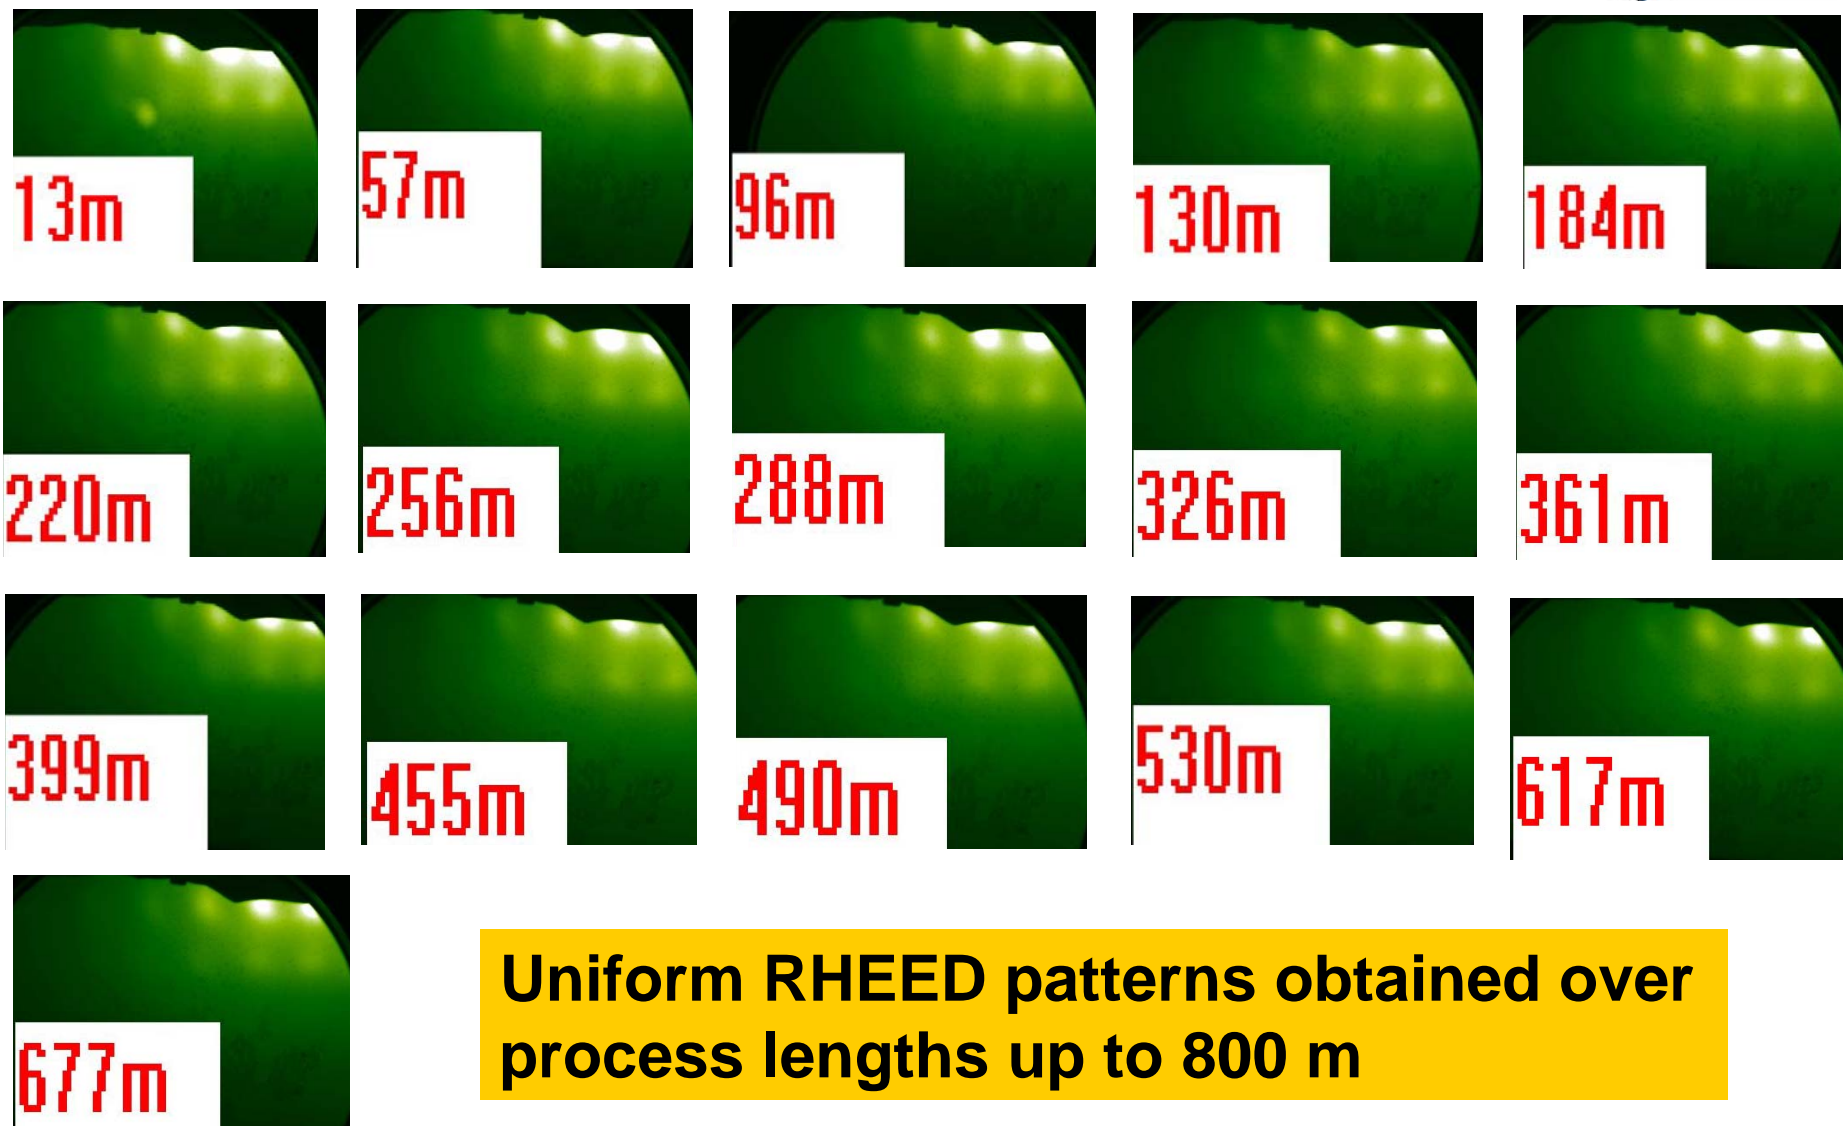 13m
57m
96m
130m
184m
220m
256m
288m
326m
361m
399m
455m
490m
530m
617m
677m
Uniform RHEED patterns obtained over
process lengths up to 800 m